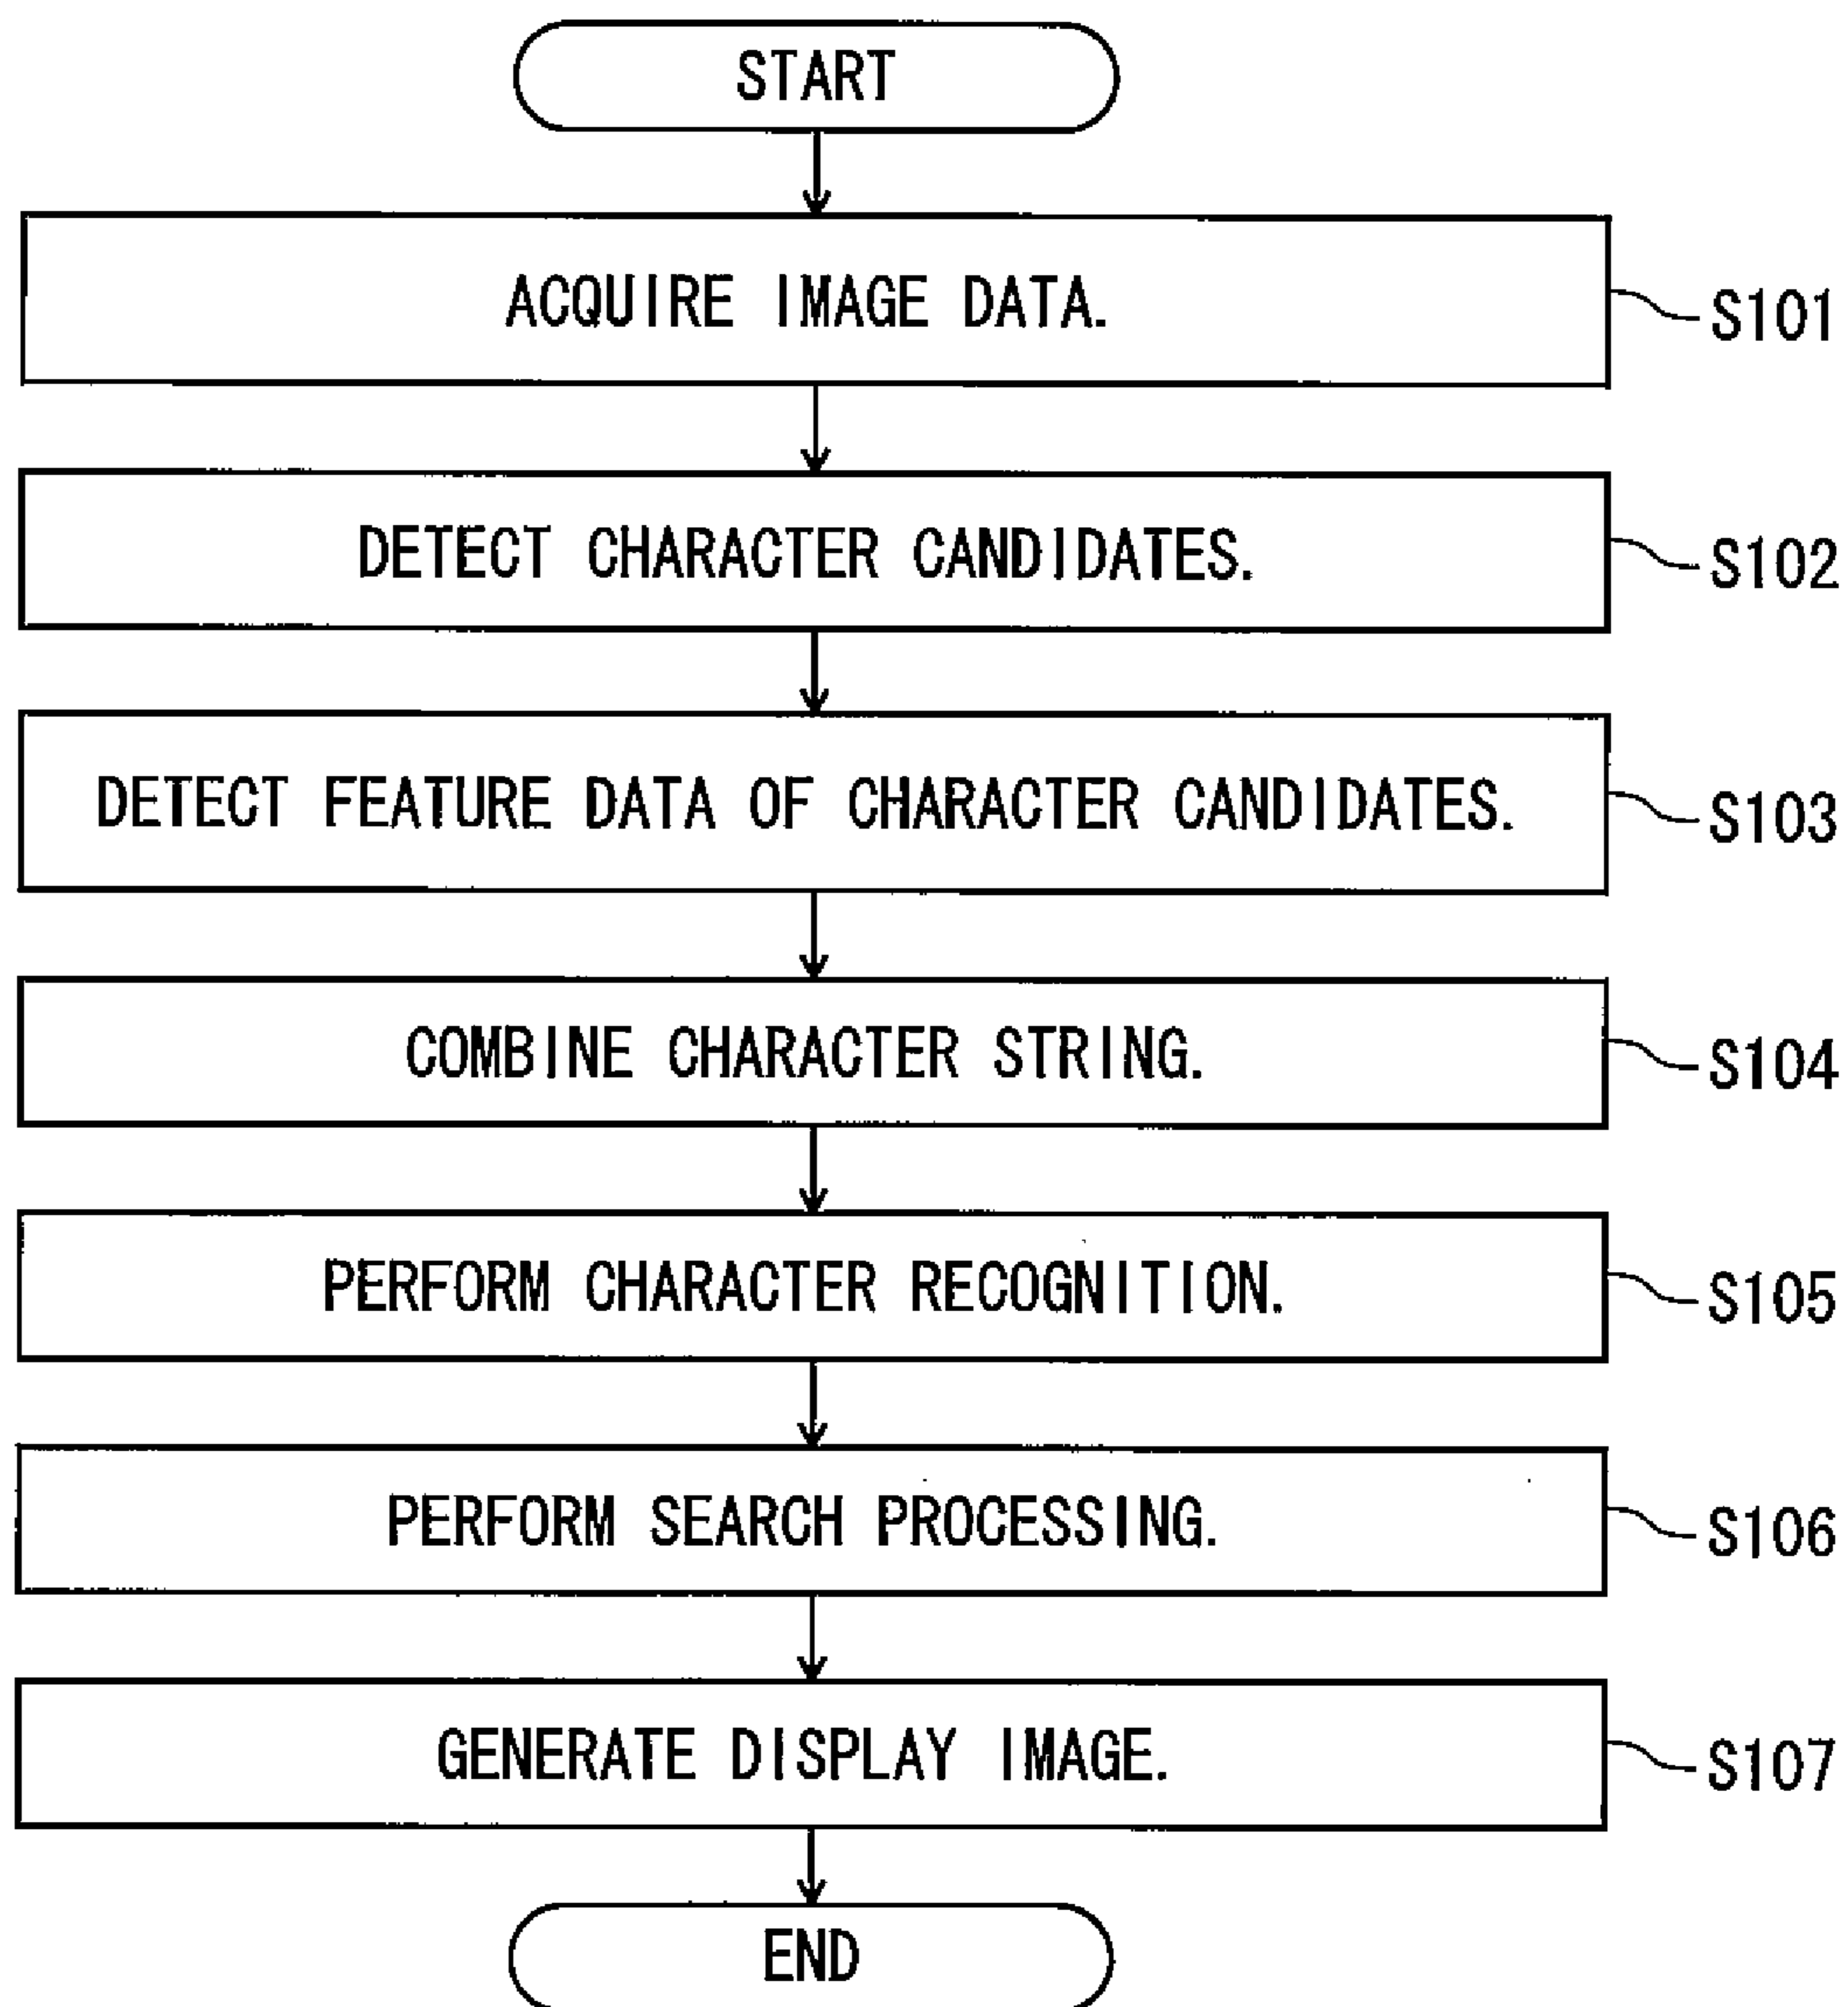 START
ACQUIRE IMAGE DATA.
S101
DETECT CHARACTER CANDIDATES.
S102
DETECT FEATURE DATA OF CHARACTER CANDIDATES.
S103
COMBINE CHARACTER STRING.
S104
PERFORM CHARACTER RECOGNITION.
S105
PERFORM SEARCH PROCESSING.
S106
GENERATE DISPLAY IMAGE.
S107
END